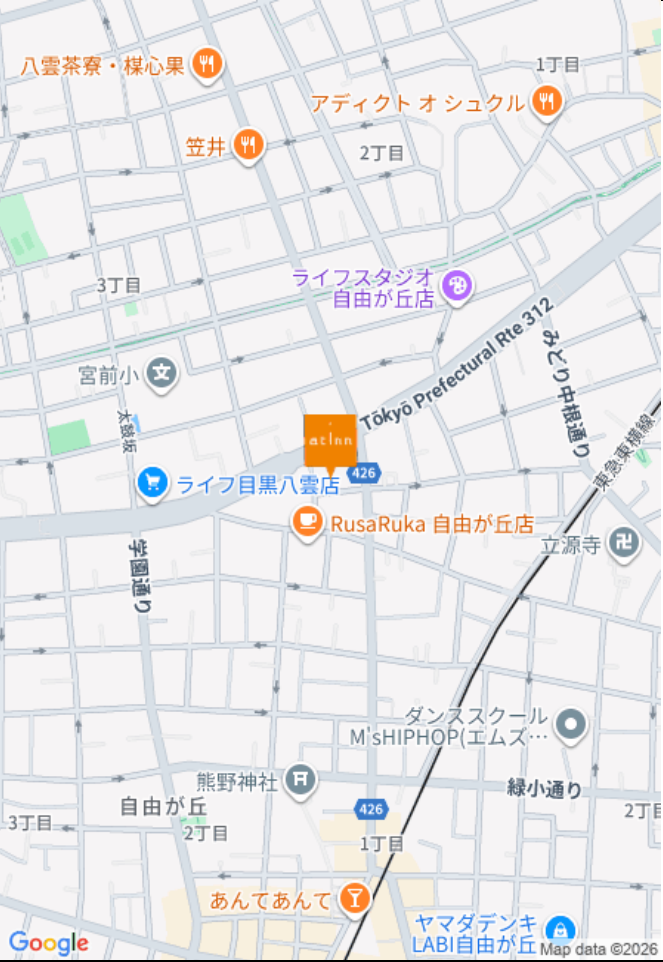 1丁目
八雲茶寮・楳心果
アディクト オ シュクル
笠井
2丁目
ライフスタジオ
自由が丘店
3丁目
Tōkyō Prefectural Rte 312
みどり中根通り
宮前小
太鼓坂
東急東横線
atInn
426
ライフ目黒八雲店
RusaRuka 自由が丘店
立源寺
学園通り
ダンススクール
M'sHIPHOP(エムズ…
熊野神社
緑小通り
自由が丘
426
2丁目
3丁目
2丁目
1丁目
あんてあんて
ヤマダデンキ
LABI自由が丘
Google
Map data ©2026